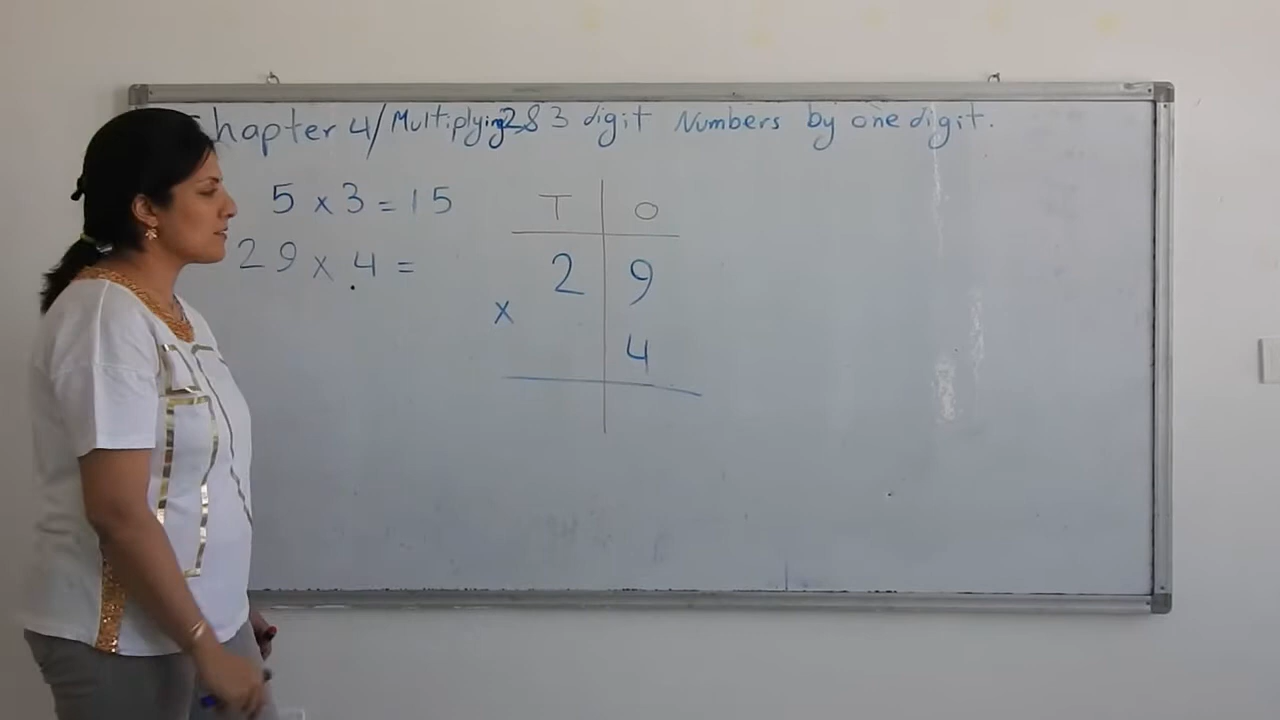 Chapter 4/Multiplying 2&3 digit Numbers by one digit.
5 x 3 = 15
29 x 4 =
T O
2 9
x
4